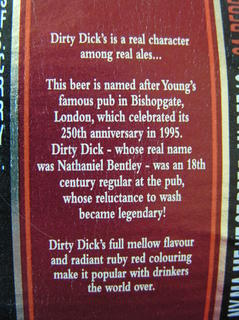 Dirty Dick's is a real character
among real ales...
This beer is named after Young's
famous pub in Bishopgate,
London, which celebrated its
250th anniversary in 1995.
Dirty Dick - whose real name
was Nathaniel Bentley - was an 18th
century regular at the pub,
whose reluctance to wash
became legendary!
Dirty Dick's full mellow flavour
and radiant ruby red colouring
make it popular with drinkers
the world over.